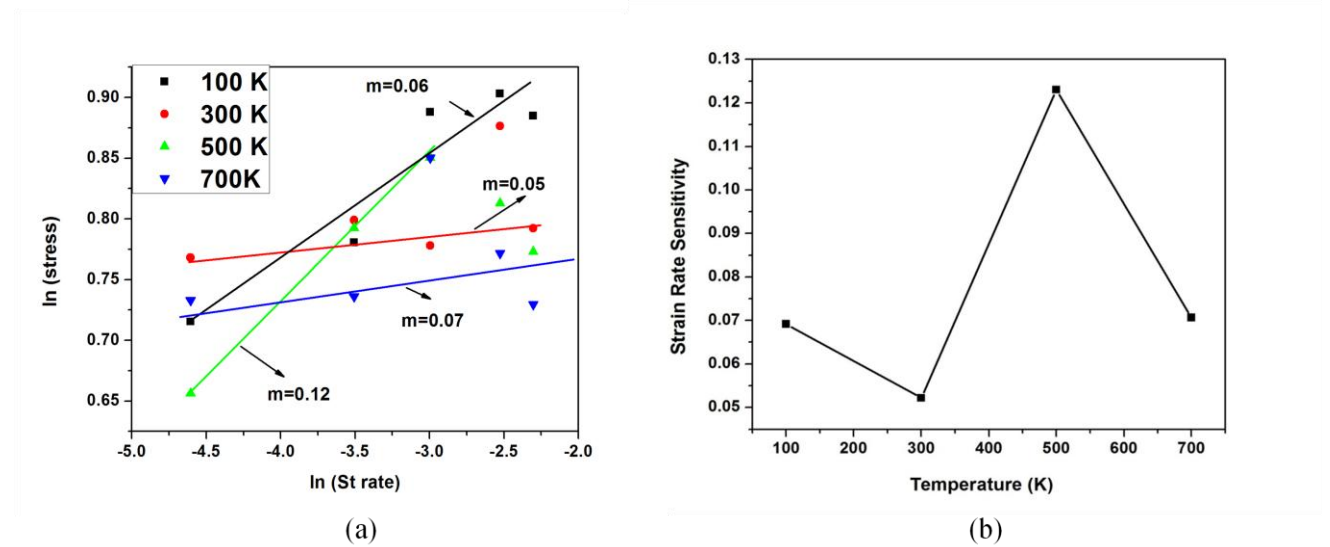 100 K
300 K
500 K
700K
m=0.06
m=0.05
m=0.07
m=0.12
0.90
0.85
0.80
0.75
0.70
0.65
ln (stress)
-5.0 -4.5 -4.0 -3.5 -3.0 -2.5 -2.0
ln (St rate)
(a)
0.13
0.12
0.11
0.10
0.09
0.08
0.07
0.06
0.05
Strain Rate Sensitivity
100 200 300 400 500 600 700
Temperature (K)
(b)